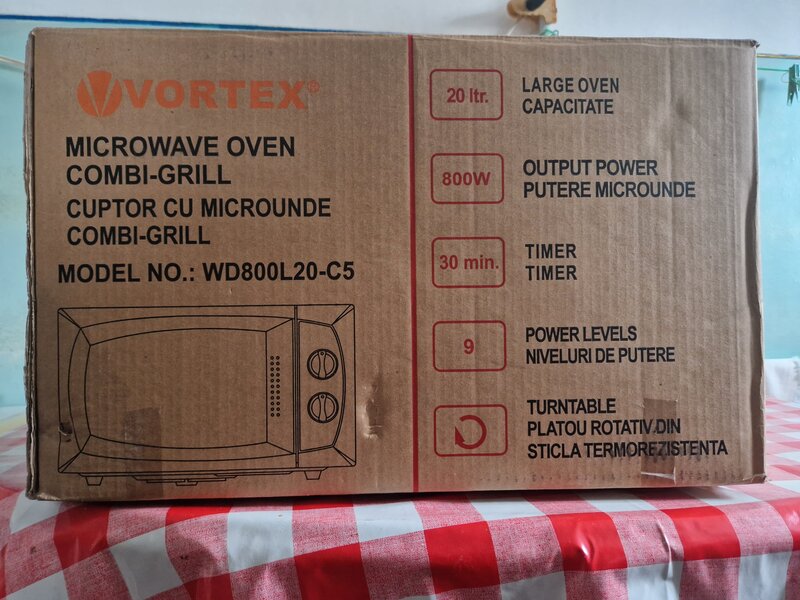 VORTEX®
MICROWAVE OVEN
COMBI-GRILL
CUPTOR CU MICROUNDE
COMBI-GRILL
MODEL NO.: WD800L20-C5
20 ltr.
LARGE OVEN
CAPACITATE
800W
OUTPUT POWER
PUTERE MICROUNDE
30 min.
TIMER
TIMER
9
POWER LEVELS
NIVELURI DE PUTERE
TURNTABLE
PLATOU ROTATIV.DIN
STICLA TERMOREZISTENTA